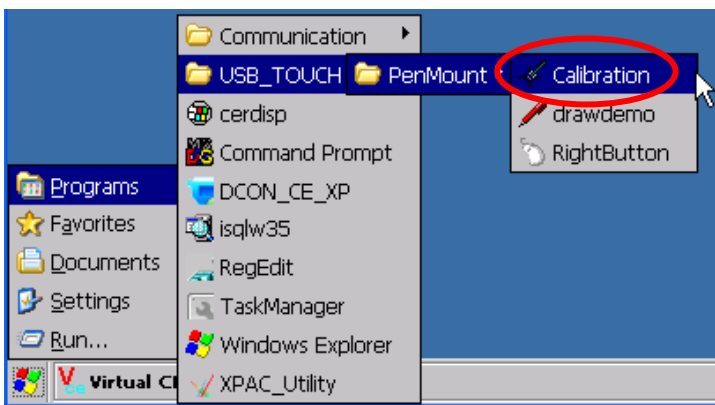 Communication
USB_TOUCH
PenMount
Calibration
cerdisp
drawdemo
Command Prompt
RightButton
Programs
DCON_CE_XP
Favorites
isqlw35
Documents
RegEdit
Settings
TaskManager
Run...
Windows Explorer
Vce Virtual
XPAC_Utility